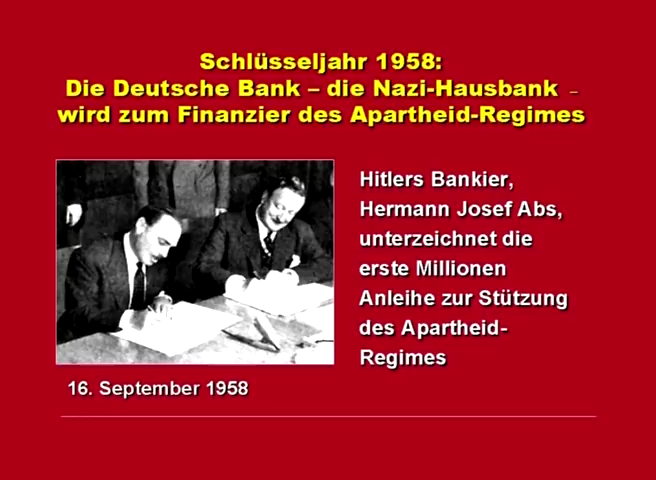 Schlüsseljahr 1958:
Die Deutsche Bank – die Nazi-Hausbank –
wird zum Finanzier des Apartheid-Regimes
Hitlers Bankier,
Hermann Josef Abs,
unterzeichnet die
erste Millionen
Anleihe zur Stützung
des Apartheid-
Regimes
16. September 1958